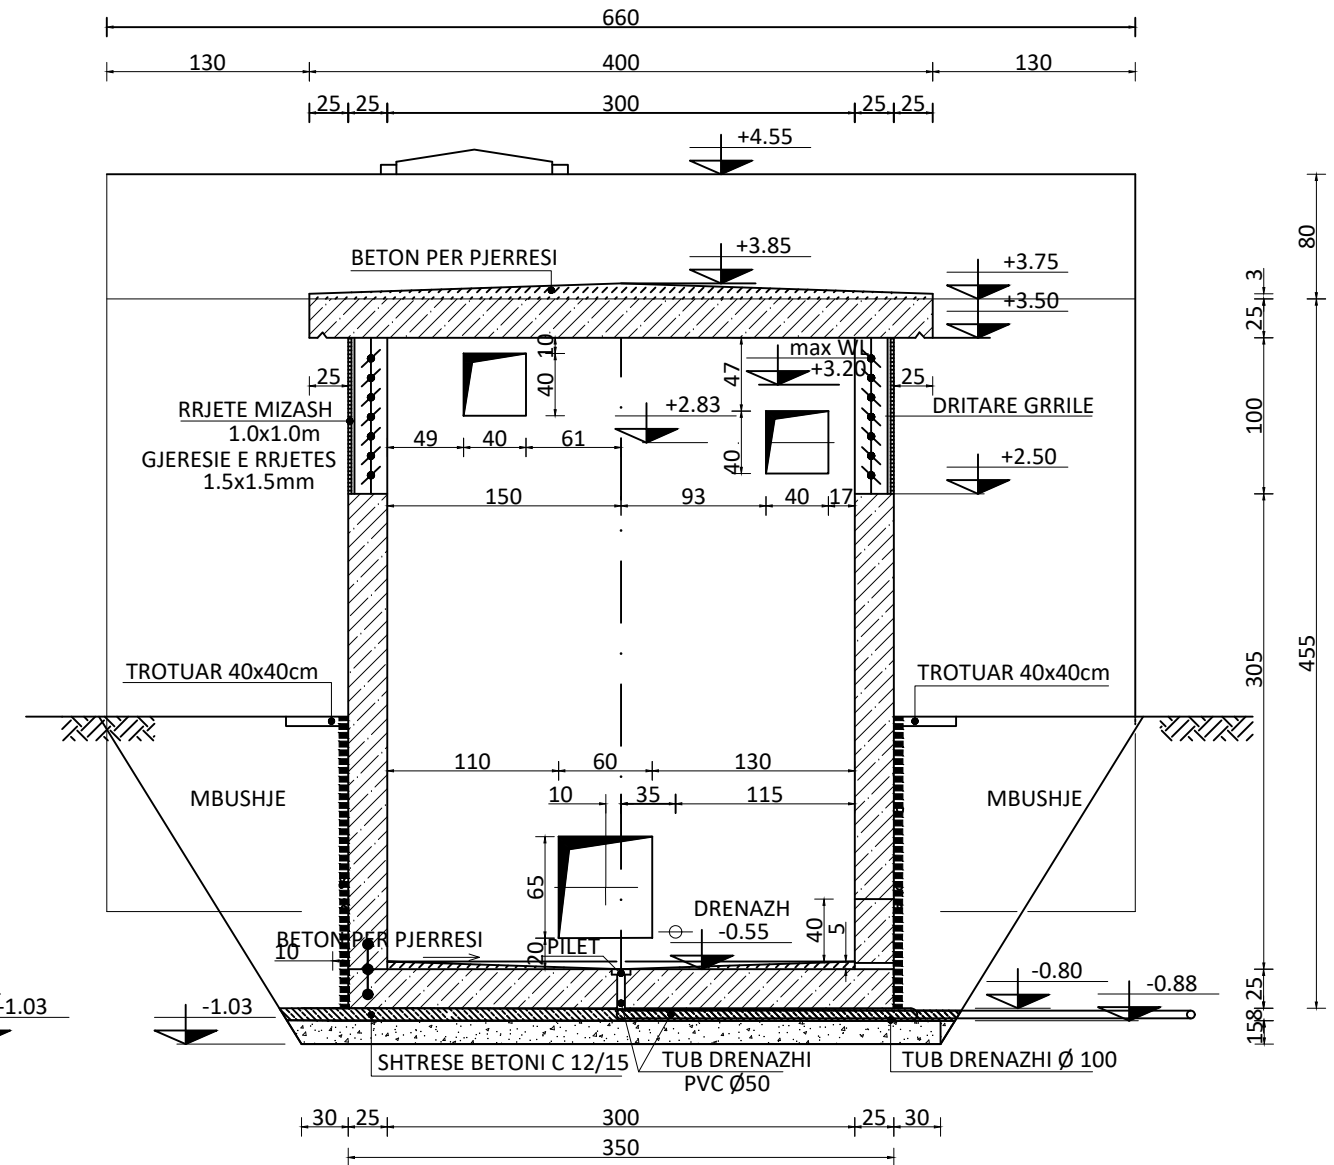 660
130 400 130
25 25 300 25 25
+4.55
+3.85
BETON PER PJERRESI
+3.75
+3.50
80
3
25
10
max WL
+3.20
25
40
47
25
RRJETE MIZASH
1.0x1.0m
+2.83
DRITARE GRRILE
100
49 40 61
GJERESIE E RRJETES
1.5x1.5mm
40
+2.50
150 93 40 17
455
305
TROTUAR 40x40cm
TROTUAR 40x40cm
110 60 130
10 35 115
MBUSHJE
MBUSHJE
65
DRENAZH
-0.55
40
5
BETON PER PJERRESI
10
20
PILET
-0.80
-0.88
25
-1.03
-1.03
8
15
SHTRESE BETONI C 12/15
TUB DRENAZHI
PVC Ø50
TUB DRENAZHI Ø 100
30 25 300 25 30
350